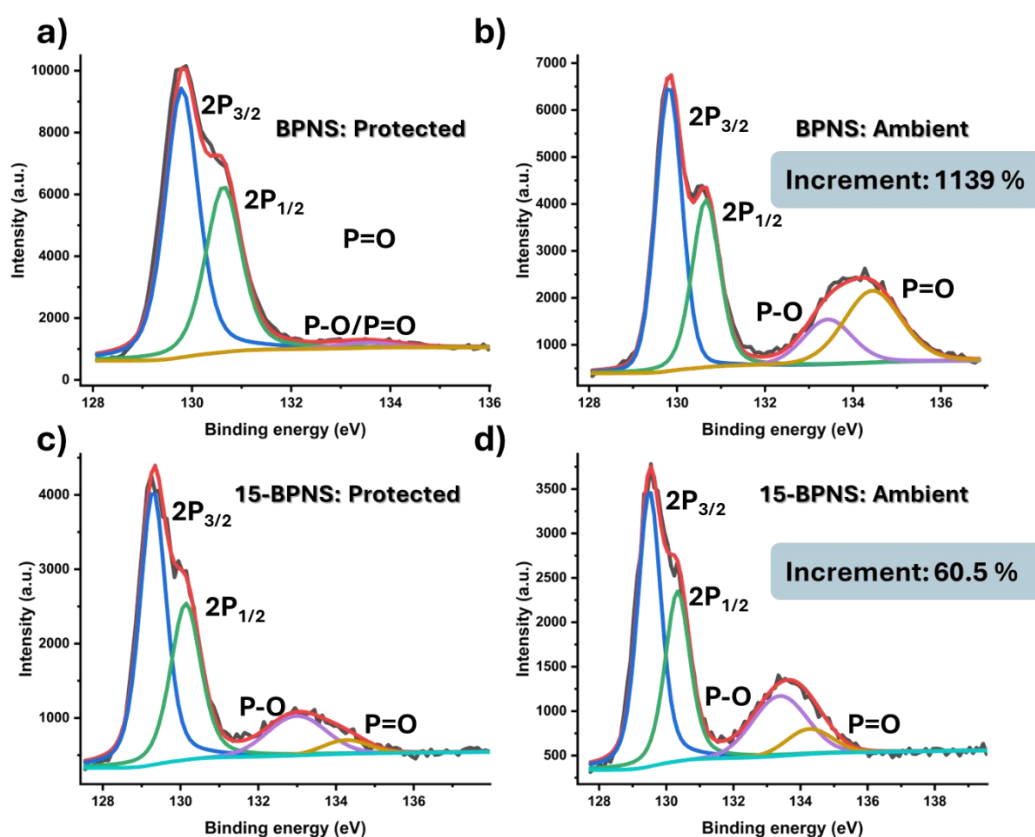 a)
10000
8000
6000
4000
2000
0
Intensity (a.u.)
2P3/2
BPNS: Protected
2P1/2
P=O
P-O/P=O
128 130 132 134 136
Binding energy (eV)
b)
7000
6000
5000
4000
3000
2000
1000
Intensity (a.u.)
2P3/2
BPNS: Ambient
Increment: 1139 %
2P1/2
P-O
P=O
128 130 132 134 136
Binding energy (eV)
c)
4000
3000
2000
1000
Intensity (a.u.)
15-BPNS: Protected
2P3/2
2P1/2
P-O
P=O
128 130 132 134 136
Binding energy (eV)
d)
3500
3000
2500
2000
1500
1000
500
Intensity (a.u.)
15-BPNS: Ambient
2P3/2
Increment: 60.5 %
2P1/2
P-O
P=O
128 130 132 134 136 138
Binding energy (eV)